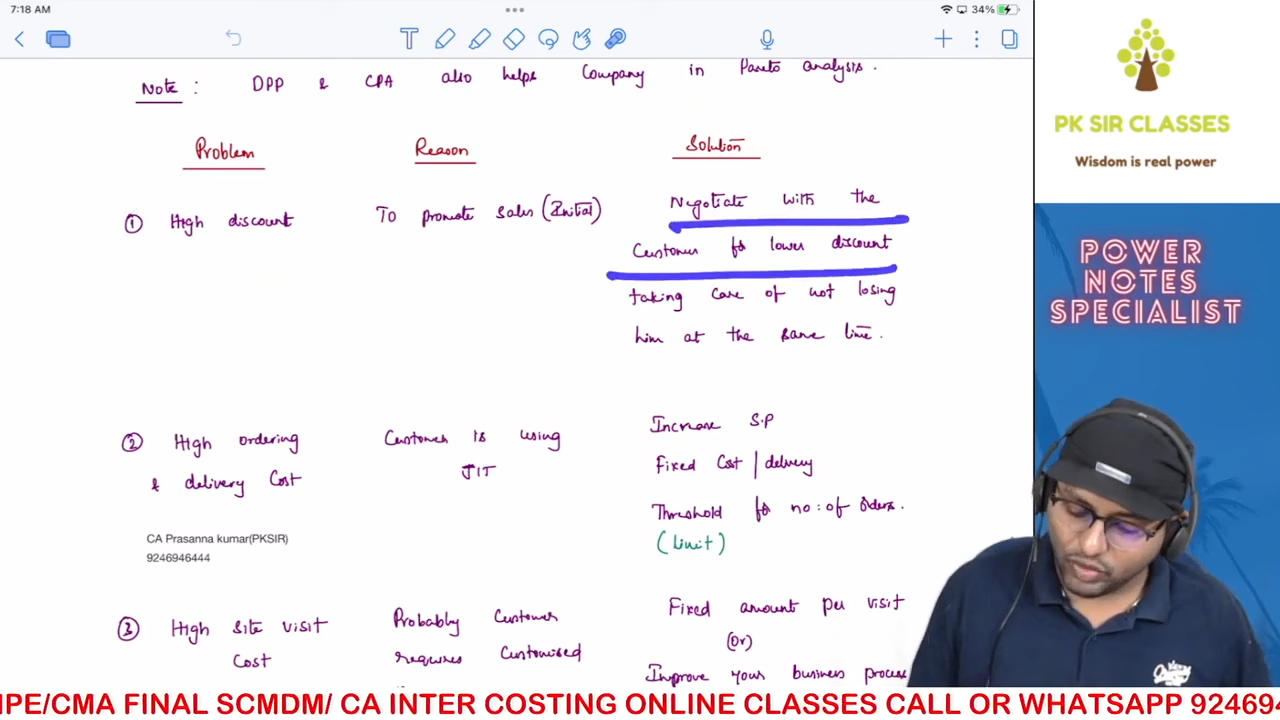 7:18 AM
34%
Note : DPP & CPA also helps Company in Pareto analysis.
Problem Reason Solution
① High discount To promote sales (Initial) Negotiate with the
Customer for lower discount
taking care of not losing
him at the same time.
② High ordering Customer is using Increase S.P
& delivery Cost JIT Fixed Cost | delivery
Threshold for no: of orders.
(limit)
CA Prasanna kumar(PKSIR)
9246946444
③ High Site visit Probably Customer Fixed amount per visit
Cost requires Customised (or)
Improve your business process
PK SIR CLASSES
Wisdom is real power
POWER
NOTES
SPECIALIST
IPE/CMA FINAL SCMDM/ CA INTER COSTING ONLINE CLASSES CALL OR WHATSAPP 92469